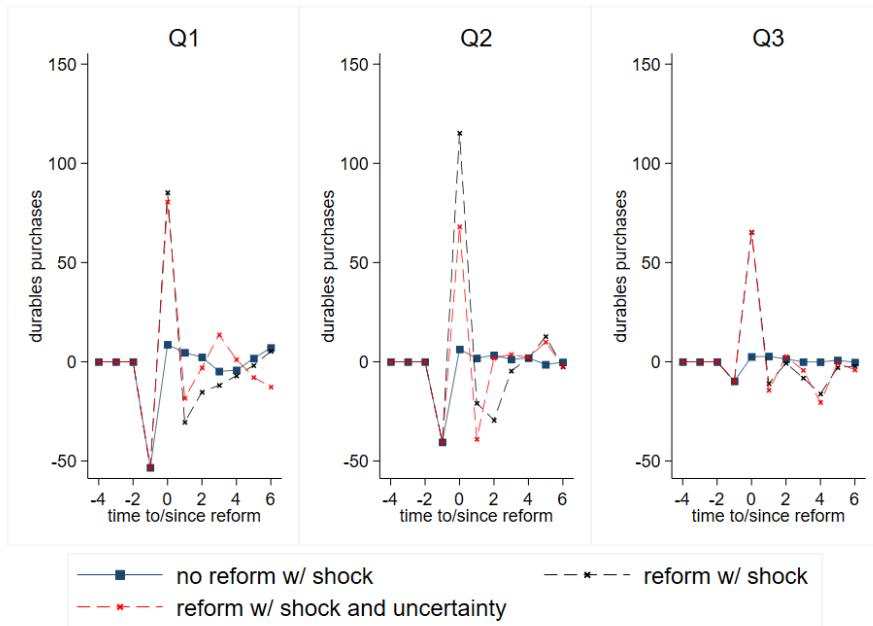 Q1
150
100
50
0
-50
durables purchases
-4 -2 0 2 4 6
time to/since reform
Q2
150
100
50
0
-50
durables purchases
-4 -2 0 2 4 6
time to/since reform
Q3
150
100
50
0
-50
durables purchases
-4 -2 0 2 4 6
time to/since reform
no reform w/ shock
reform w/ shock
reform w/ shock and uncertainty